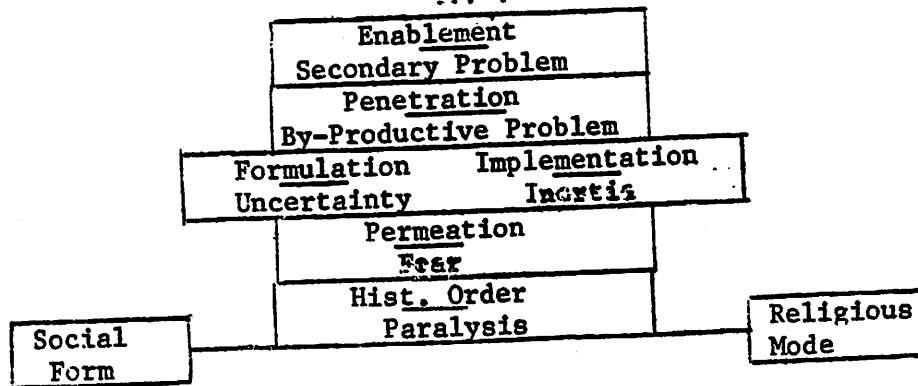 Enablement
Secondary Problem
Penetration
By-Productive Problem
Formulation Implementation
Uncertainty Inertis
Permeation
Fear
Hist. Order
Paralysis
Social
Form
Religious
Mode